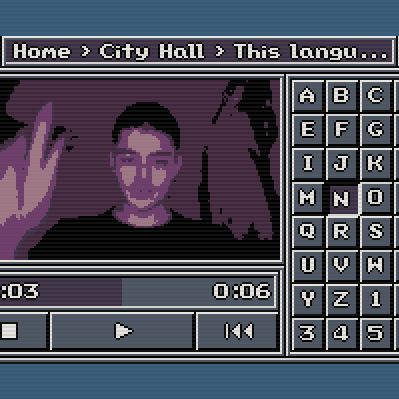 Home > City Hall > This langu...
A B C
E F G
I J K
M N O
Q R S
U V W
:03 0:06
Y Z 1
3 4 5